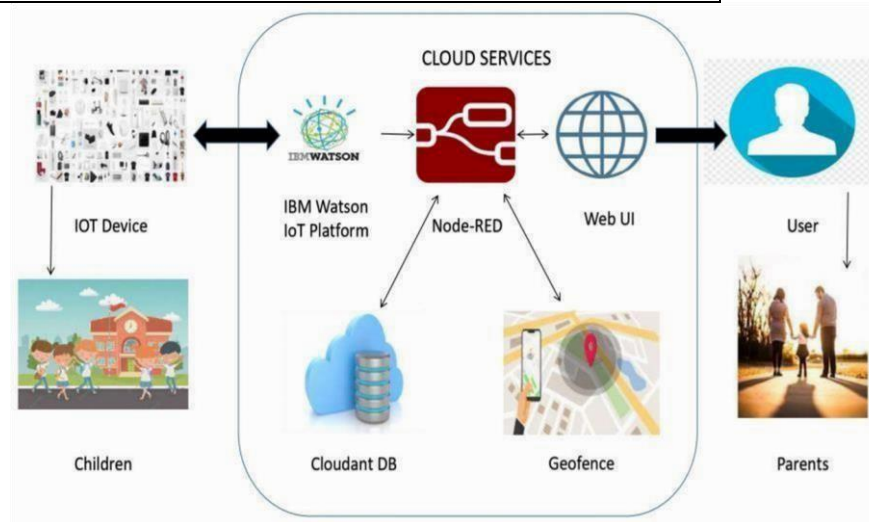 CLOUD SERVICES
IBM WATSON
IOT Device
IBM Watson
IoT Platform
Node-RED
Web UI
User
Children
Cloudant DB
Geofence
Parents